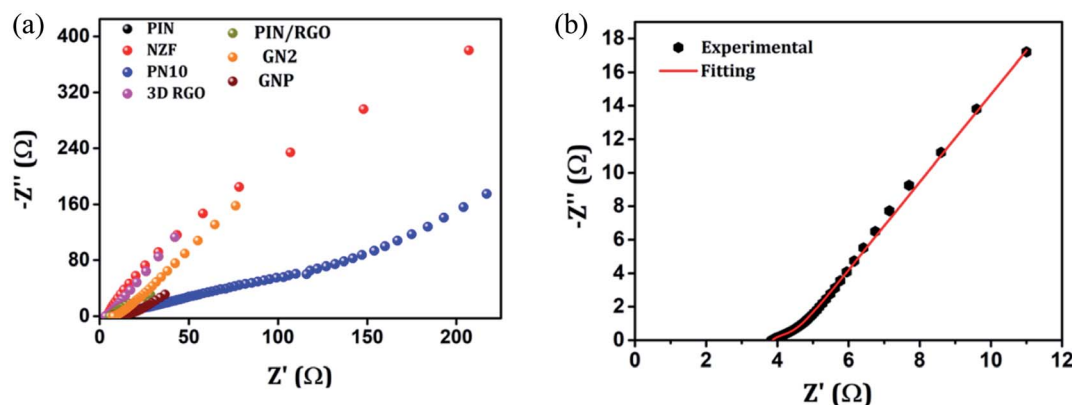 (a)
400
320
240
160
80
0
-Z'' (Ω)
PIN
NZF
PN10
3D RGO
PIN/RGO
GN2
GNP
0 50 100 150 200
Z' (Ω)
(b)
18
16
14
12
10
8
6
4
2
0
-Z'' (Ω)
Experimental
Fitting
0 2 4 6 8 10 12
Z' (Ω)